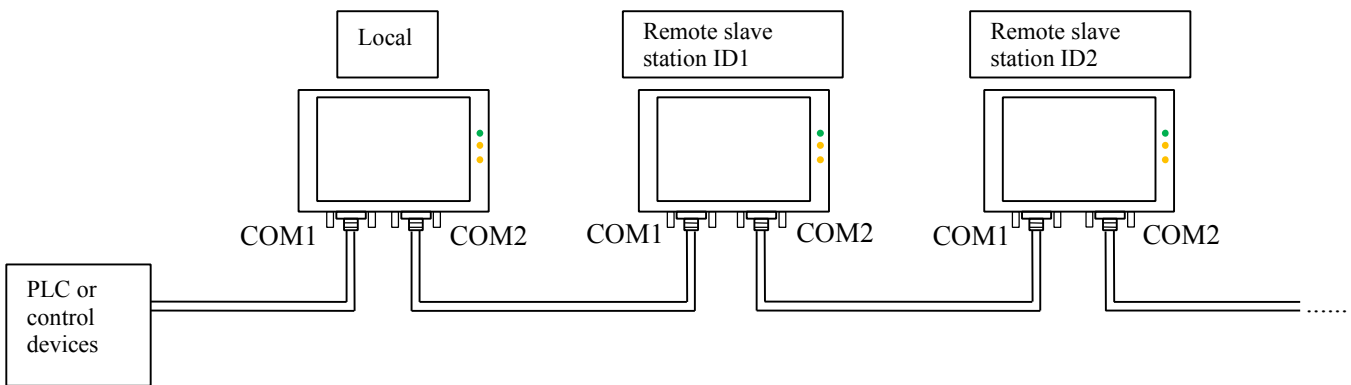 Local
Remote slave
station ID1
Remote slave
station ID2
COM1
COM2
COM1
COM2
COM1
COM2
PLC or
control
devices
......